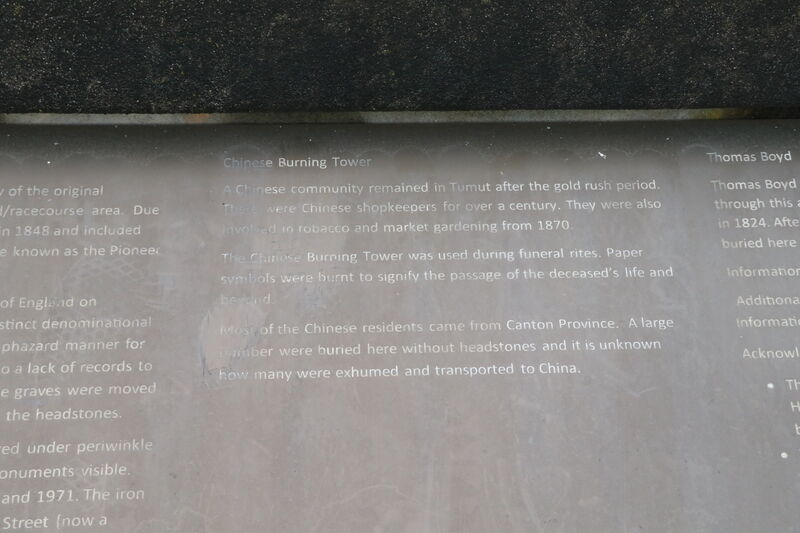 y of the original
d/racecourse area. Due
in 1848 and included
e known as the Pioneer
of England on
stinct denominational
phazard manner for
o a lack of records to
e graves were moved
the headstones.
red under periwinkle
onuments visible.
and 1971. The iron
Street (now a
Chinese Burning Tower
A Chinese community remained in Tumut after the gold rush period.
There were Chinese shopkeepers for over a century. They were also
involved in tobacco and market gardening from 1870.
The Chinese Burning Tower was used during funeral rites. Paper
symbols were burnt to signify the passage of the deceased's life and
beyond.
Most of the Chinese residents came from Canton Province. A large
number were buried here without headstones and it is unknown
how many were exhumed and transported to China.
Thomas Boyd
Thomas Boyd
through this a
in 1824. Afte
buried here
Information
Additiona
Informati
Acknowl
• Th
H
b
•